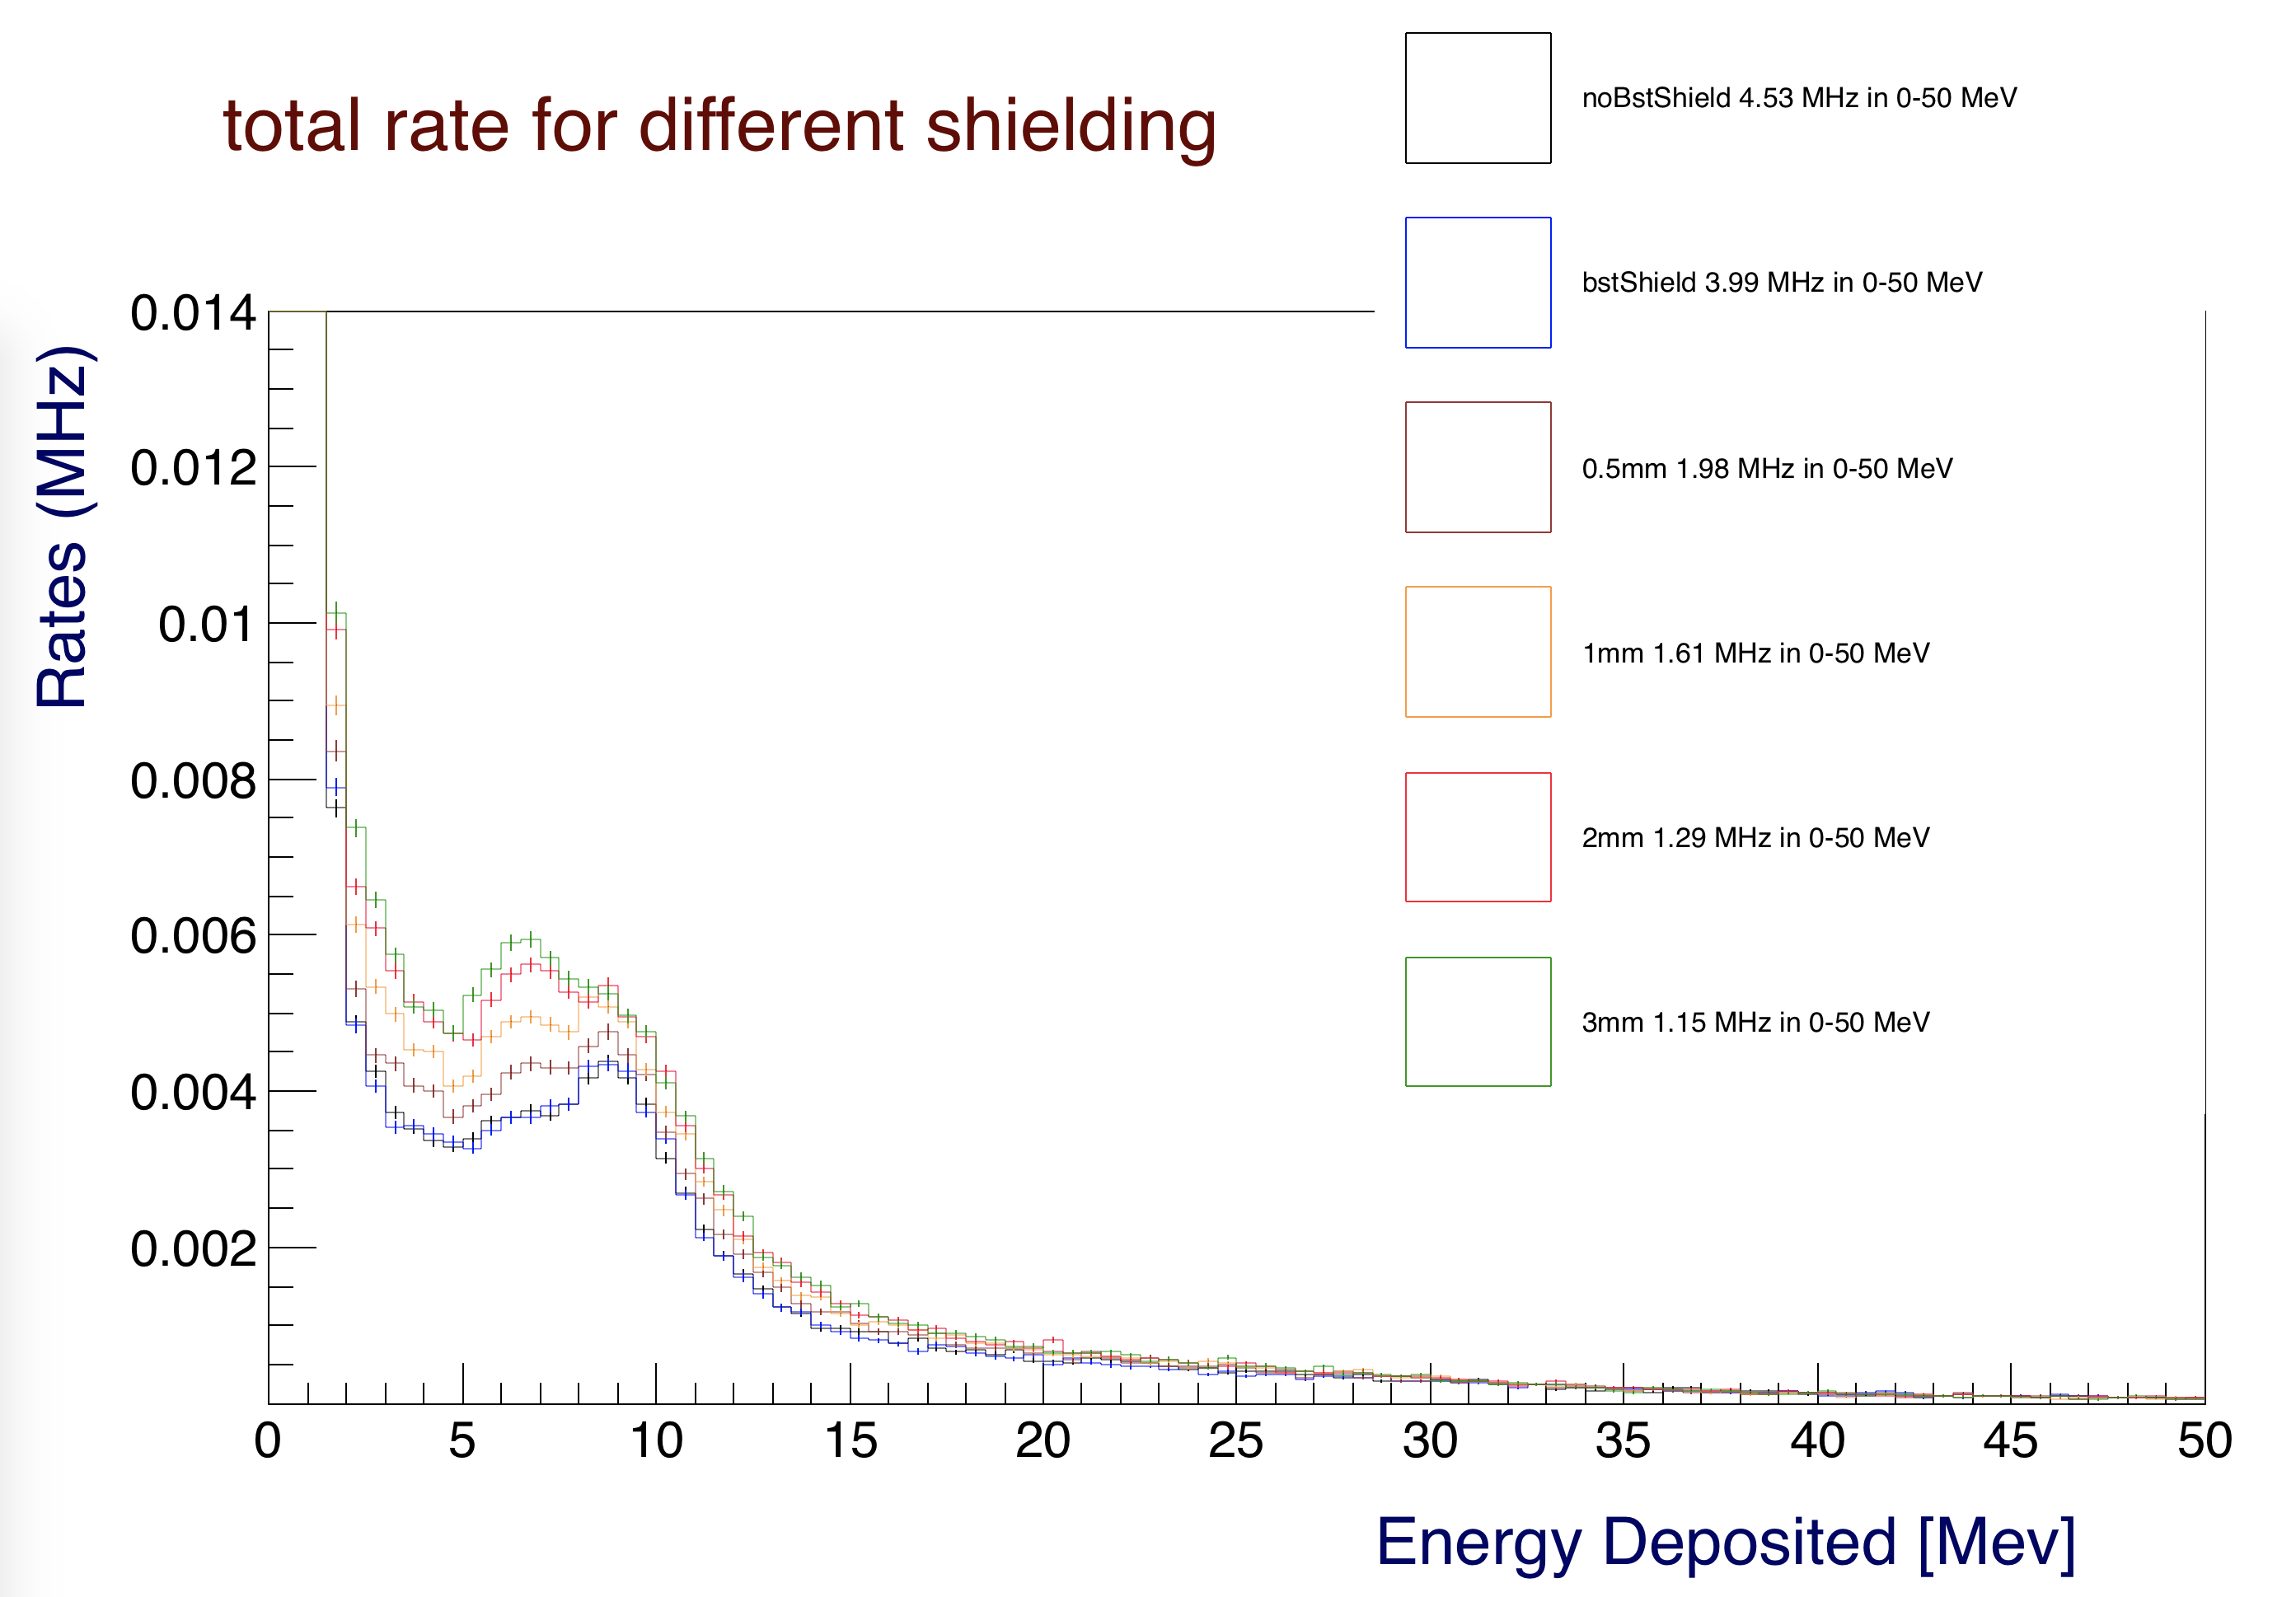 total rate for different shielding
noBstShield 4.53 MHz in 0-50 MeV
bstShield 3.99 MHz in 0-50 MeV
0.5mm 1.98 MHz in 0-50 MeV
1mm 1.61 MHz in 0-50 MeV
2mm 1.29 MHz in 0-50 MeV
3mm 1.15 MHz in 0-50 MeV
Rates (MHz)
0.014
0.012
0.01
0.008
0.006
0.004
0.002
0 5 10 15 20 25 30 35 40 45 50
Energy Deposited [Mev]